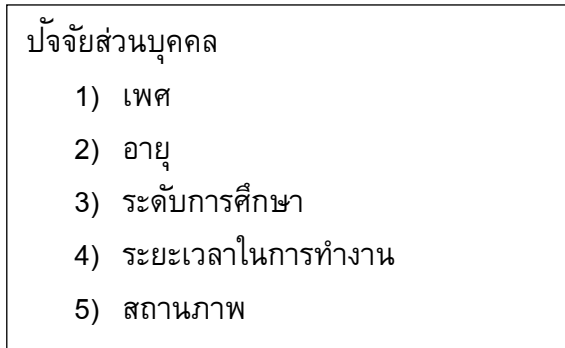 ปัจจัยส่วนบุคคล
1) เพศ
2) อายุ
3) ระดับการศึกษา
4) ระยะเวลาในการทำงาน
5) สถานภาพ